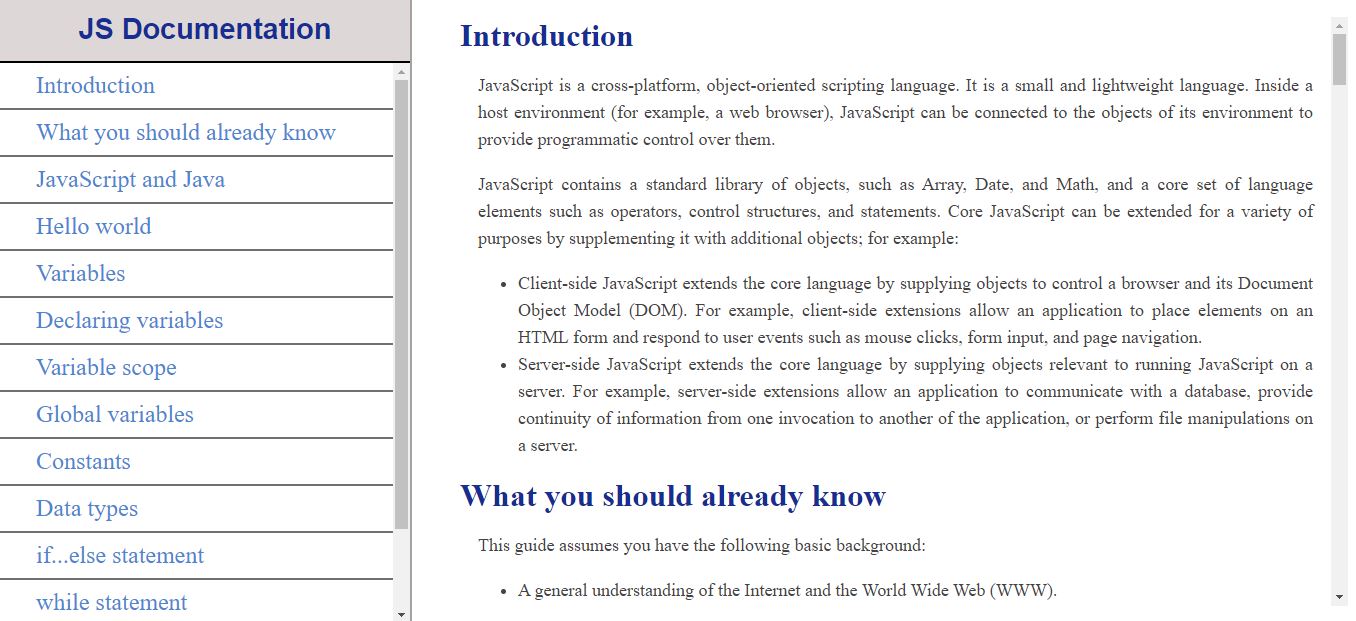 JS Documentation
Introduction
What you should already know
JavaScript and Java
Hello world
Variables
Declaring variables
Variable scope
Global variables
Constants
Data types
if...else statement
while statement
Introduction
JavaScript is a cross-platform, object-oriented scripting language. It is a small and lightweight language. Inside a
host environment (for example, a web browser), JavaScript can be connected to the objects of its environment to
provide programmatic control over them.
JavaScript contains a standard library of objects, such as Array, Date, and Math, and a core set of language
elements such as operators, control structures, and statements. Core JavaScript can be extended for a variety of
purposes by supplementing it with additional objects; for example:
• Client-side JavaScript extends the core language by supplying objects to control a browser and its Document
Object Model (DOM). For example, client-side extensions allow an application to place elements on an
HTML form and respond to user events such as mouse clicks, form input, and page navigation.
• Server-side JavaScript extends the core language by supplying objects relevant to running JavaScript on a
server. For example, server-side extensions allow an application to communicate with a database, provide
continuity of information from one invocation to another of the application, or perform file manipulations on
a server.
What you should already know
This guide assumes you have the following basic background:
• A general understanding of the Internet and the World Wide Web (WWW).